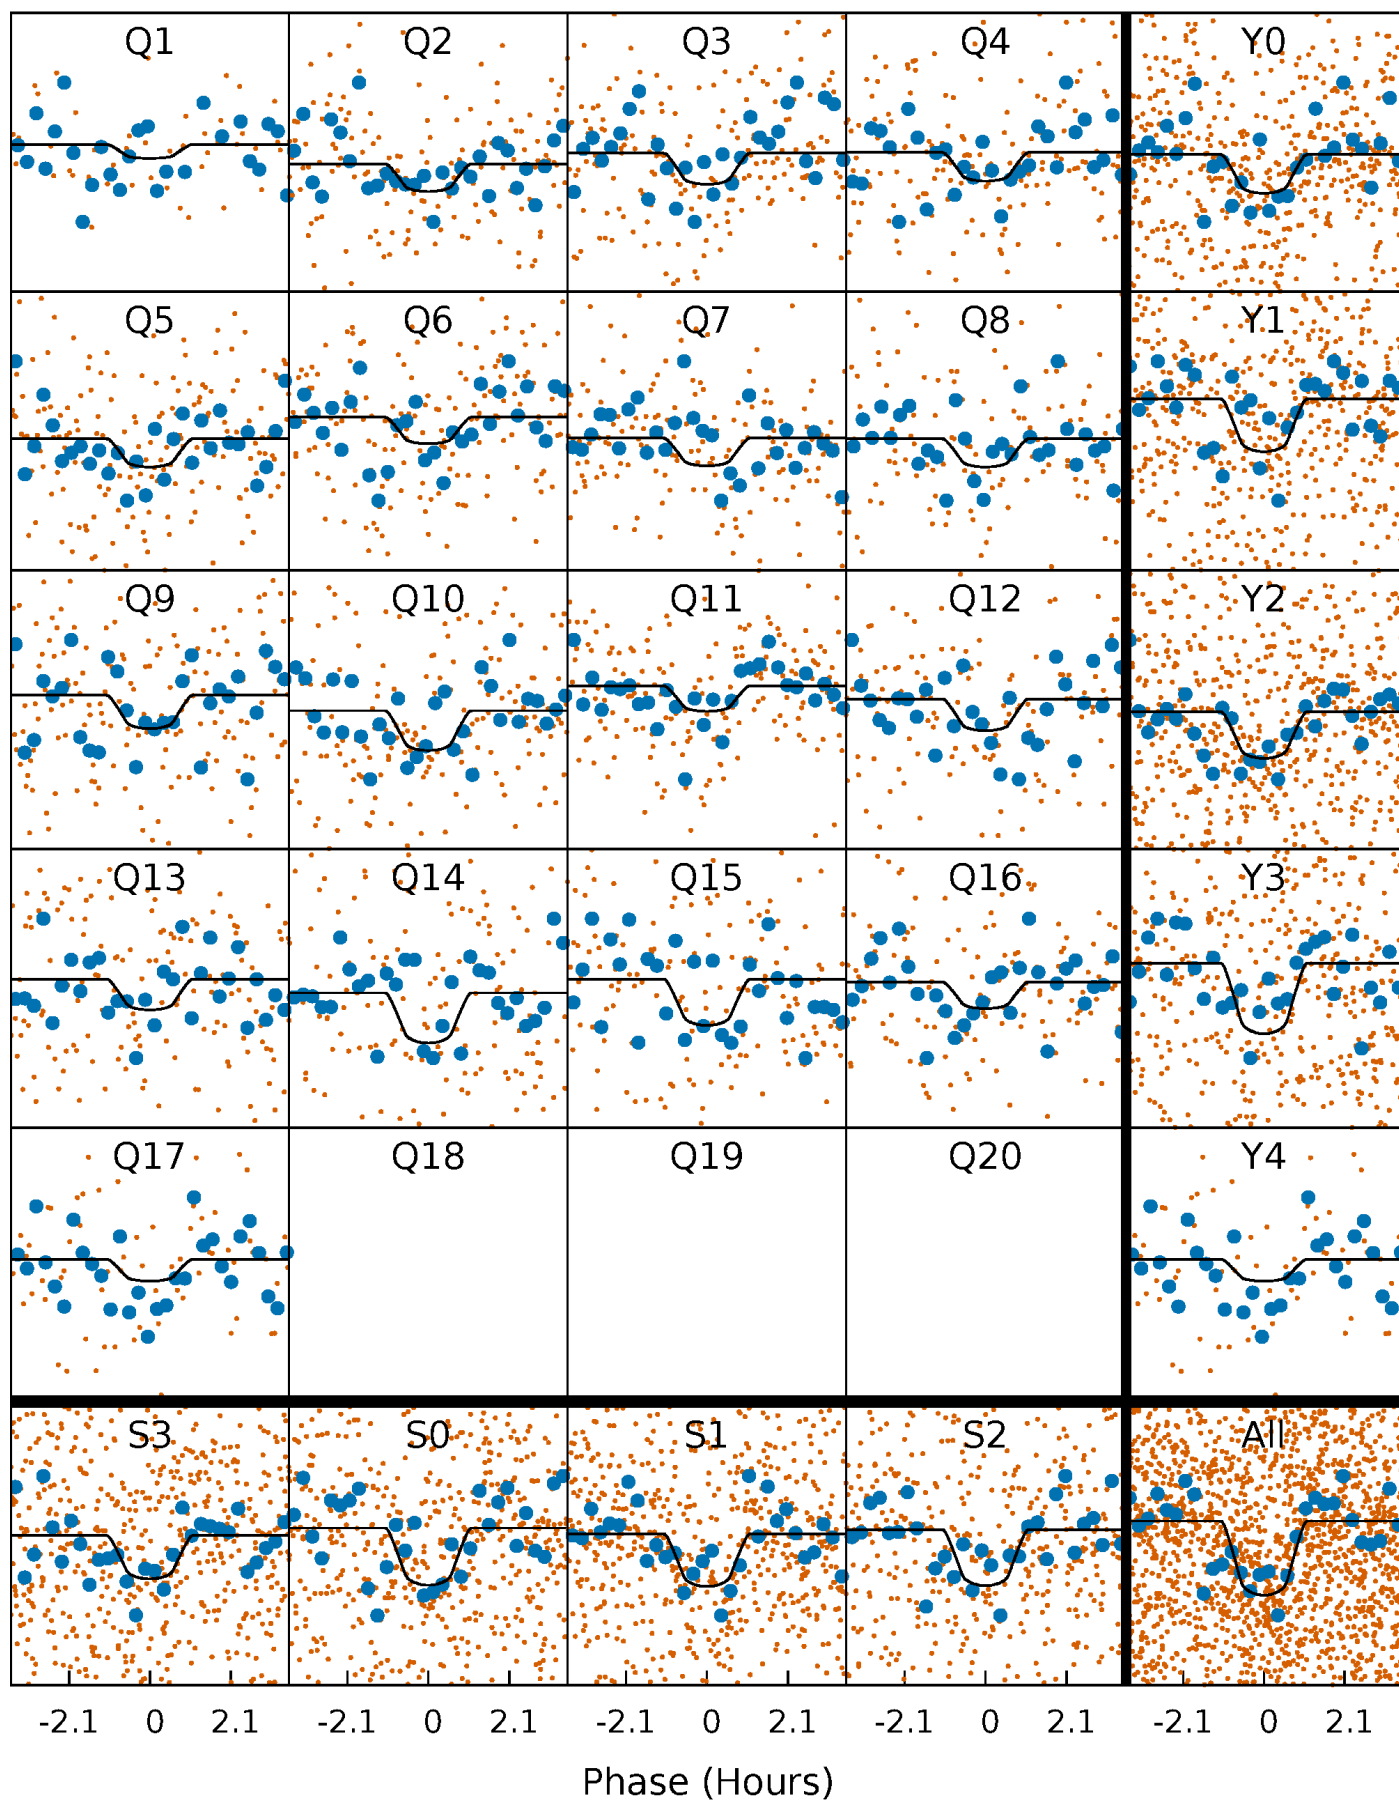 Q1 Q2 Q3 Q4 Y0
Q5 Q6 Q7 Q8 Y1
Q9 Q10 Q11 Q12 Y2
Q13 Q14 Q15 Q16 Y3
Q17 Q18 Q19 Q20 Y4
S3 S0 S1 S2 All
-2.1 0 2.1 -2.1 0 2.1 -2.1 0 2.1 -2.1 0 2.1 -2.1 0 2.1
Phase (Hours)